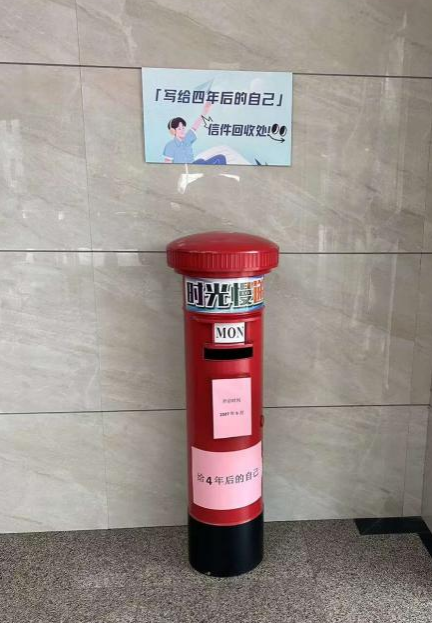 「写给四年后的自己」
信件回收处!
时光慢
MON
给4年后的自己